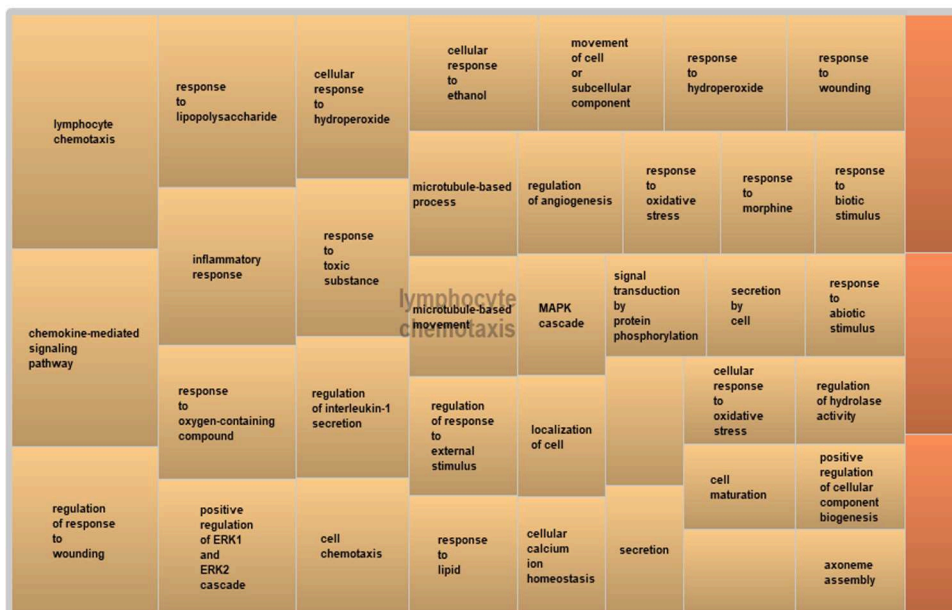 lymphocyte
chemotaxis
response
to
lipopolysaccharide
cellular
response
to
hydroperoxide
cellular
response
to
ethanol
movement
of cell
or
subcellular
component
response
to
hydroperoxide
response
to
wounding
microtubule-based
process
regulation
of angiogenesis
response
to
oxidative
stress
response
to
morphine
response
to
biotic
stimulus
inflammatory
response
response
to
toxic
substance
chemokine-mediated
signaling
pathway
microtubule-based
movement
lymphocyte
chemotaxis
MAPK
cascade
signal
transduction
by
protein
phosphorylation
secretion
by
cell
response
to
abiotic
stimulus
response
to
oxygen-containing
compound
regulation
of interleukin-1
secretion
regulation
of response
to
external
stimulus
localization
of cell
cellular
response
to
oxidative
stress
regulation
of hydrolase
activity
cell
maturation
positive
regulation
of cellular
component
biogenesis
regulation
of response
to
wounding
positive
regulation
of ERK1
and
ERK2
cascade
cell
chemotaxis
response
to
lipid
cellular
calcium
ion
homeostasis
secretion
axoneme
assembly